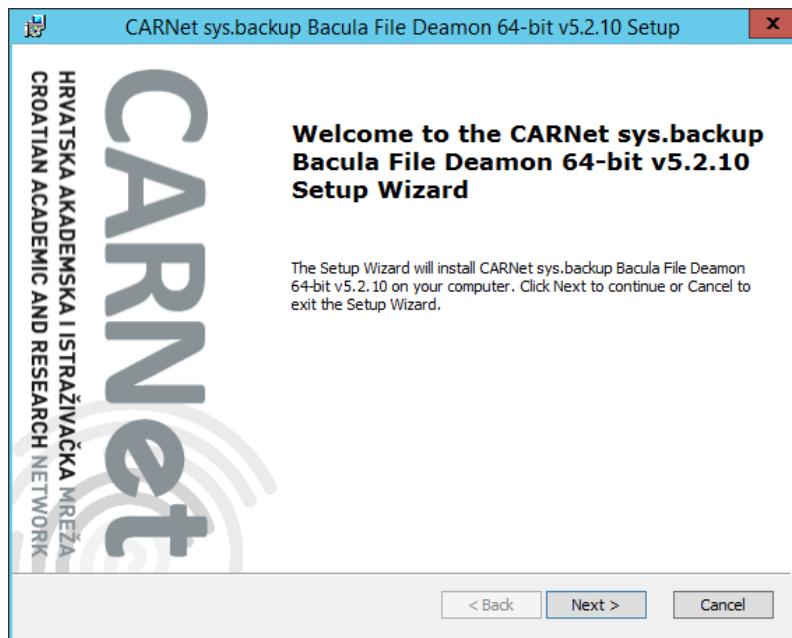 CARNet sys.backup Bacula File Deamon 64-bit v5.2.10 Setup
x
HRVATSKA AKADEMSKA I ISTRAŽIVAČKA MREŽA
CROATIAN ACADEMIC AND RESEARCH NETWORK
CARNet
Welcome to the CARNet sys.backup
Bacula File Deamon 64-bit v5.2.10
Setup Wizard
The Setup Wizard will install CARNet sys.backup Bacula File Deamon
64-bit v5.2.10 on your computer. Click Next to continue or Cancel to
exit the Setup Wizard.
< Back
Next >
Cancel